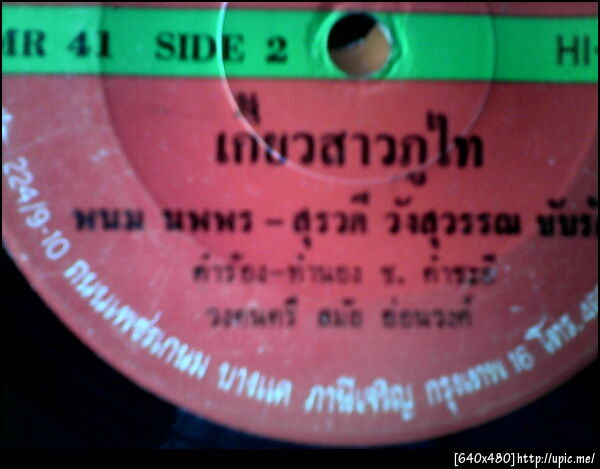 MR 41 SIDE 2 HI-
เกี้ยวสาวภูไท
พนม นพพร - สุรวดี วังสุวรรณ ขับร้
คำร้อง-ทำนอง ช. คำชะอี
วงดนตรี สมัย อ่อนวงศ์
224/9-10 ถนนเพชรเกษม บางแค ภาษีเจริญ กรุงเทพ 16 โทร.
[640x480]http://upic.me/